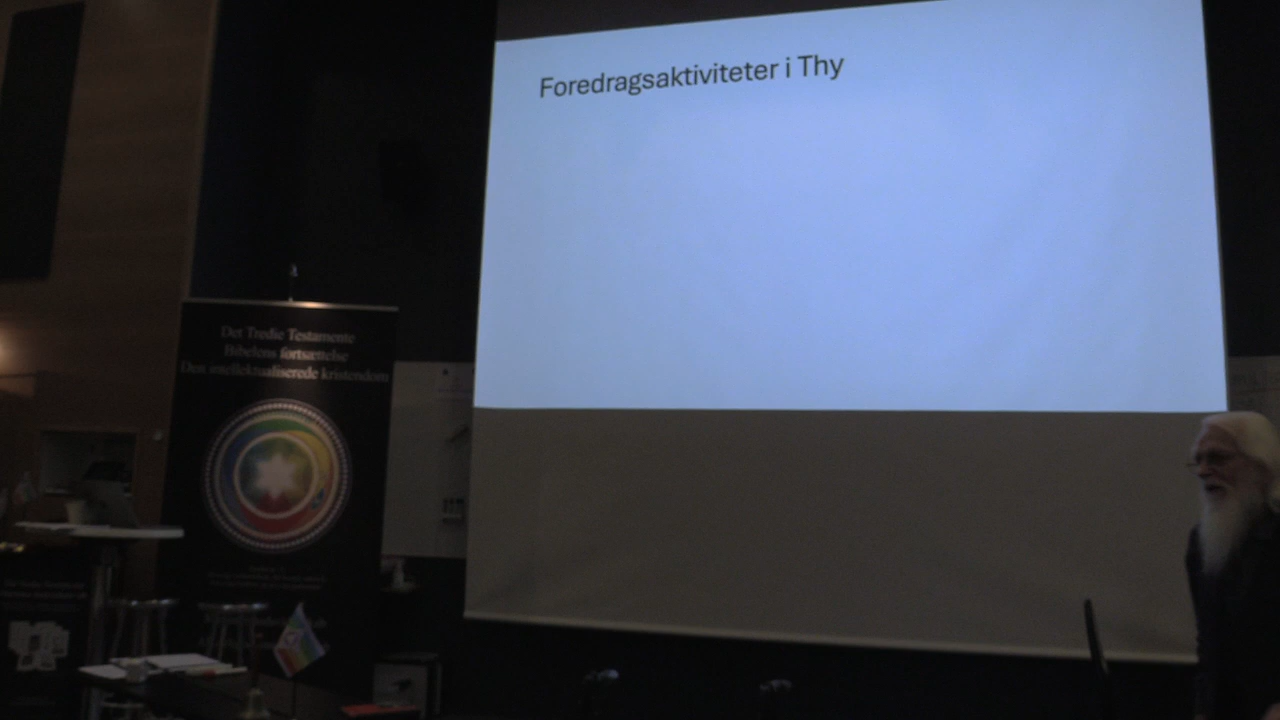 Foredragsaktiviteter i Thy
Det Tredie Testamente
Bibelens fortsættelse
Den intellektualiserede kristendom